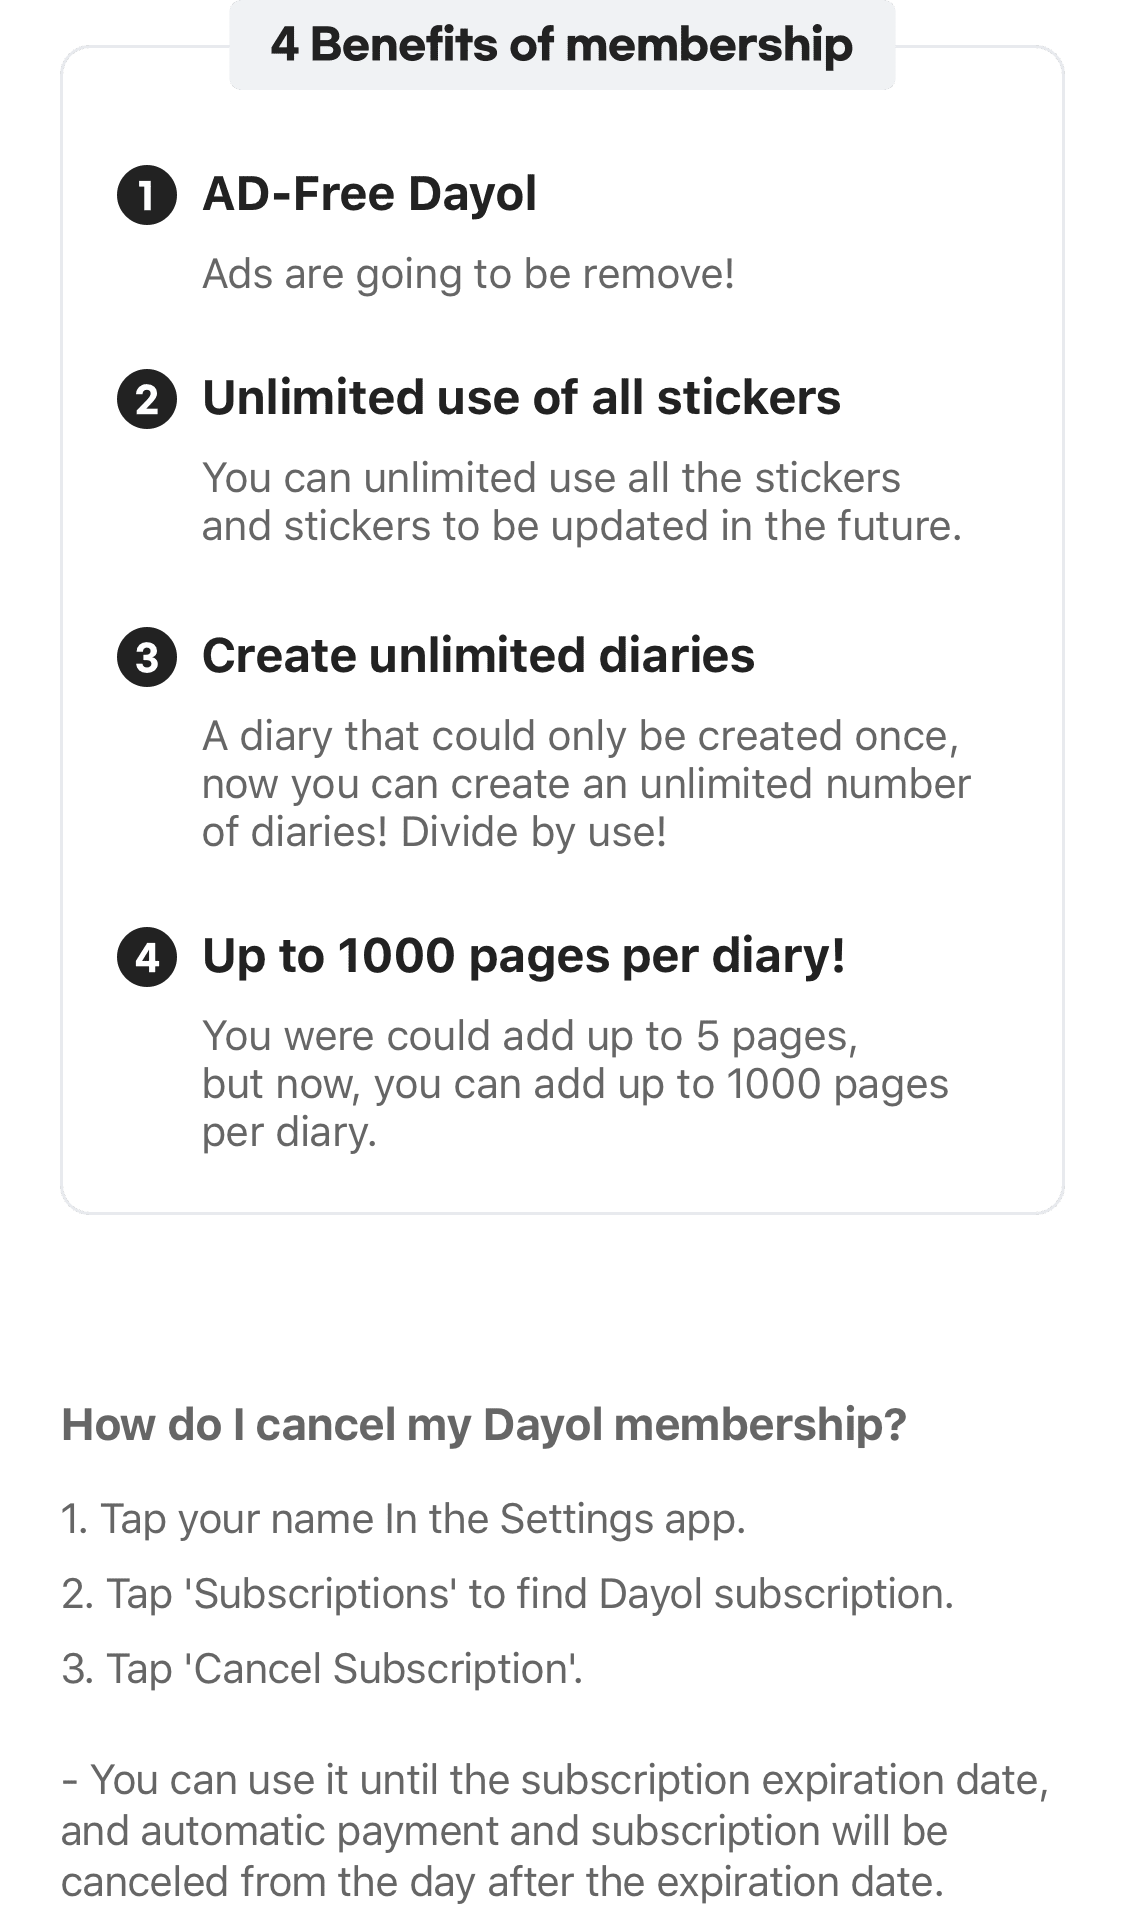 4 Benefits of membership
1 AD-Free Dayol
Ads are going to be remove!
2 Unlimited use of all stickers
You can unlimited use all the stickers
and stickers to be updated in the future.
3 Create unlimited diaries
A diary that could only be created once,
now you can create an unlimited number
of diaries! Divide by use!
4 Up to 1000 pages per diary!
You were could add up to 5 pages,
but now, you can add up to 1000 pages
per diary.
How do I cancel my Dayol membership?
1. Tap your name In the Settings app.
2. Tap 'Subscriptions' to find Dayol subscription.
3. Tap 'Cancel Subscription'.
- You can use it until the subscription expiration date,
and automatic payment and subscription will be
canceled from the day after the expiration date.